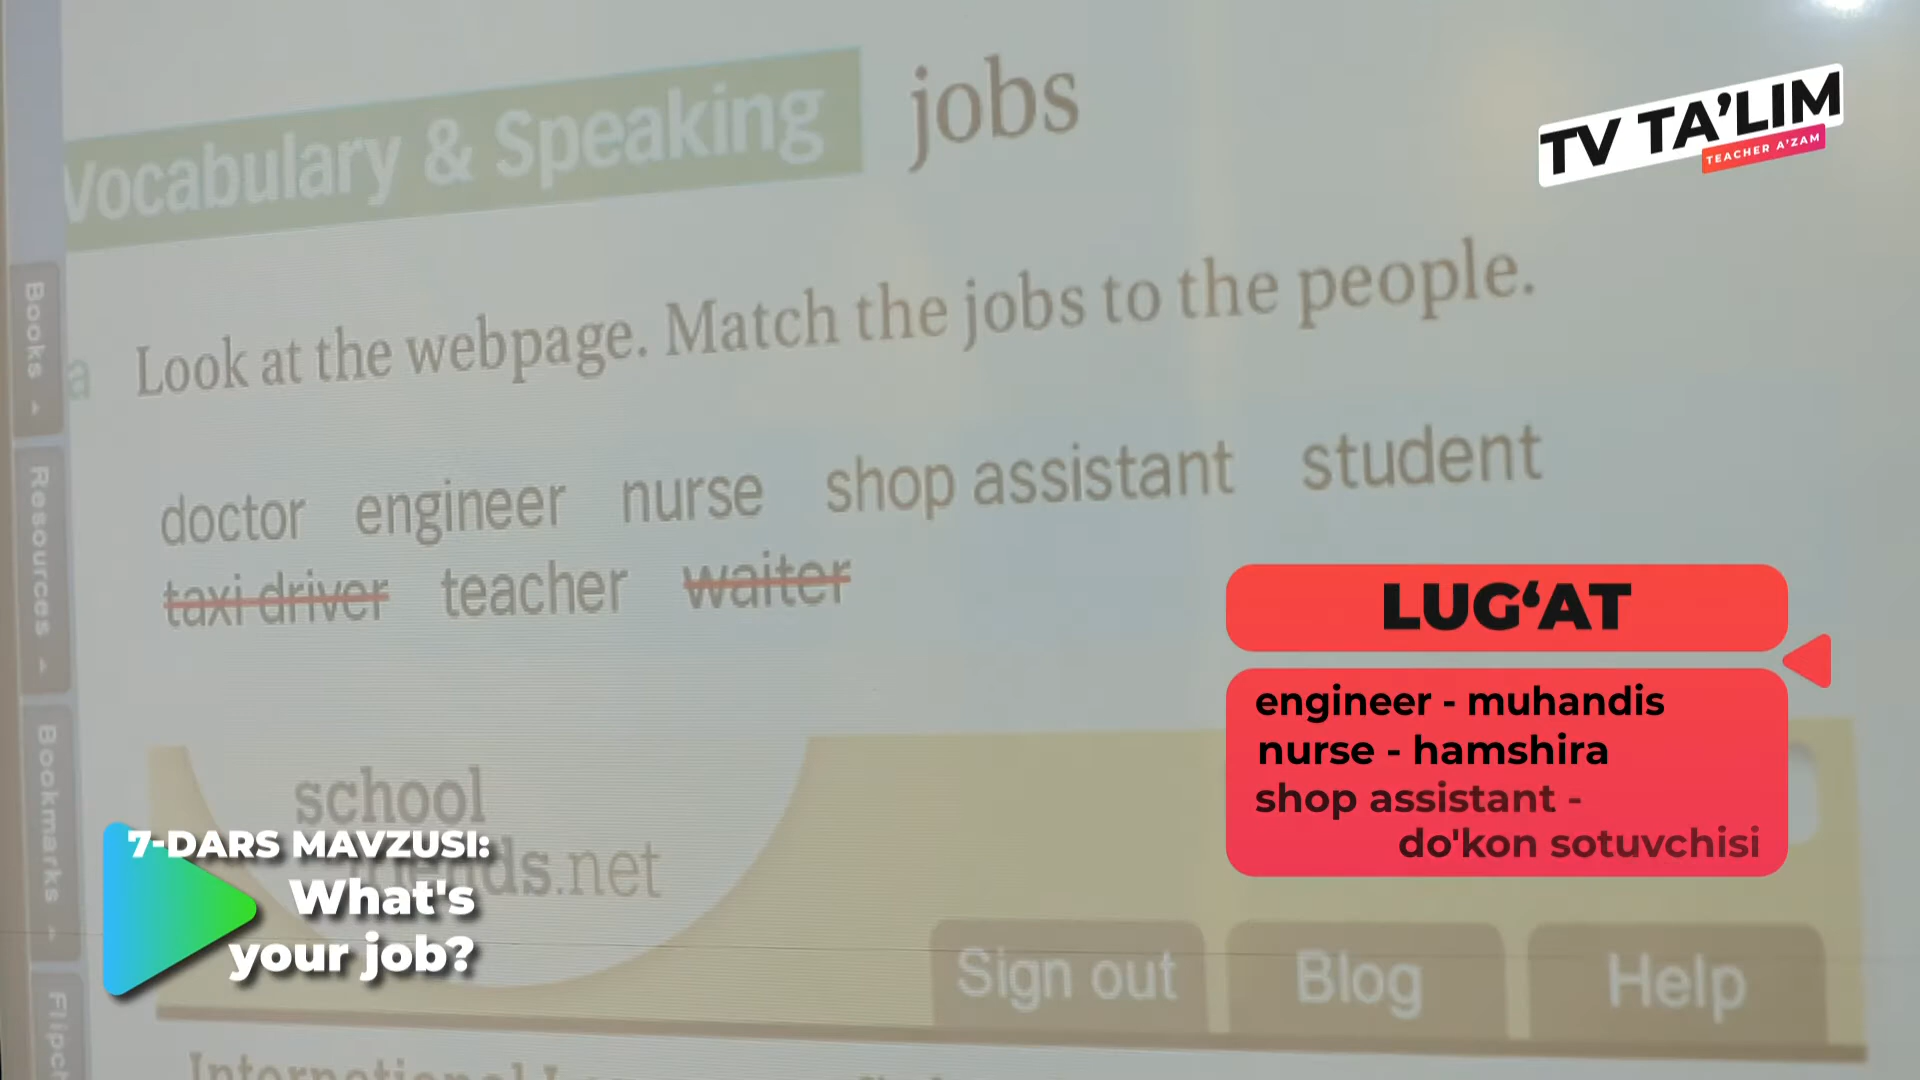 Vocabulary & Speaking jobs
TV TA’LIM
TEACHER A’ZAM
a Look at the webpage. Match the jobs to the people.
doctor engineer nurse shop assistant student
taxi driver teacher waiter
Books
Resources
Bookmarks
LUG‘AT
engineer - muhandis
nurse - hamshira
shop assistant -
do'kon sotuvchisi
school
.net
7-DARS MAVZUSI:
What's
your job?
Sign out Blog Help
International